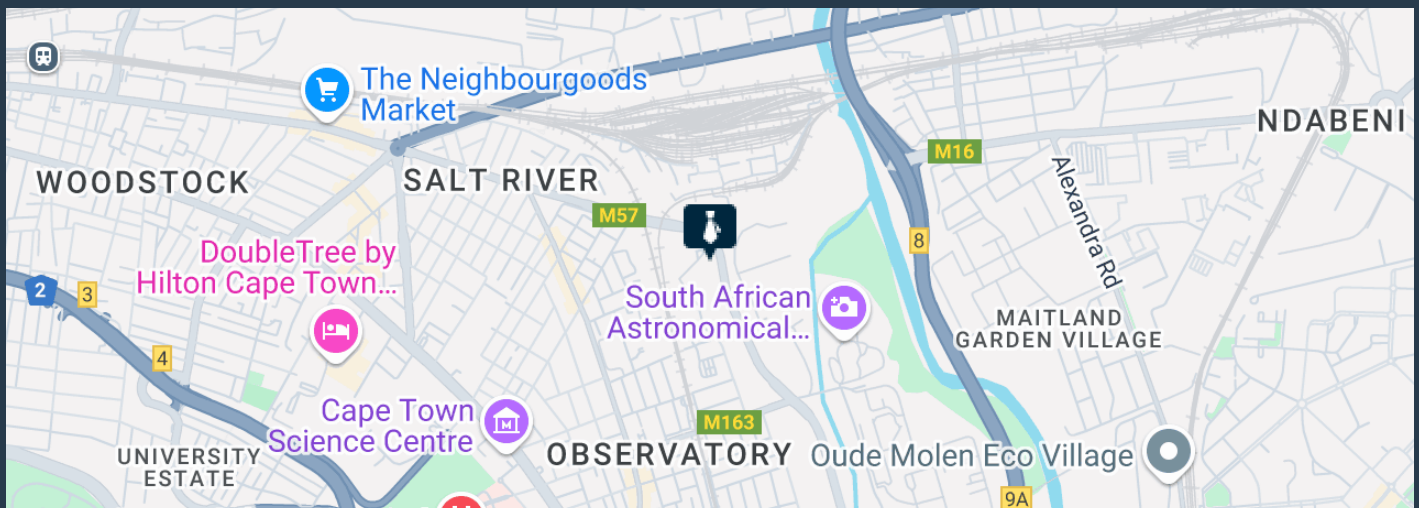 The Neighbourgoods
Market
NDABENI
M16
WOODSTOCK
SALT RIVER
Alexandra Rd
M57
DoubleTree by
Hilton Cape Town...
8
2
3
South African
Astronomical...
MAITLAND
GARDEN VILLAGE
4
Cape Town
Science Centre
M
M163
UNIVERSITY
ESTATE
OBSERVATORY
Oude Molen Eco Village
9A